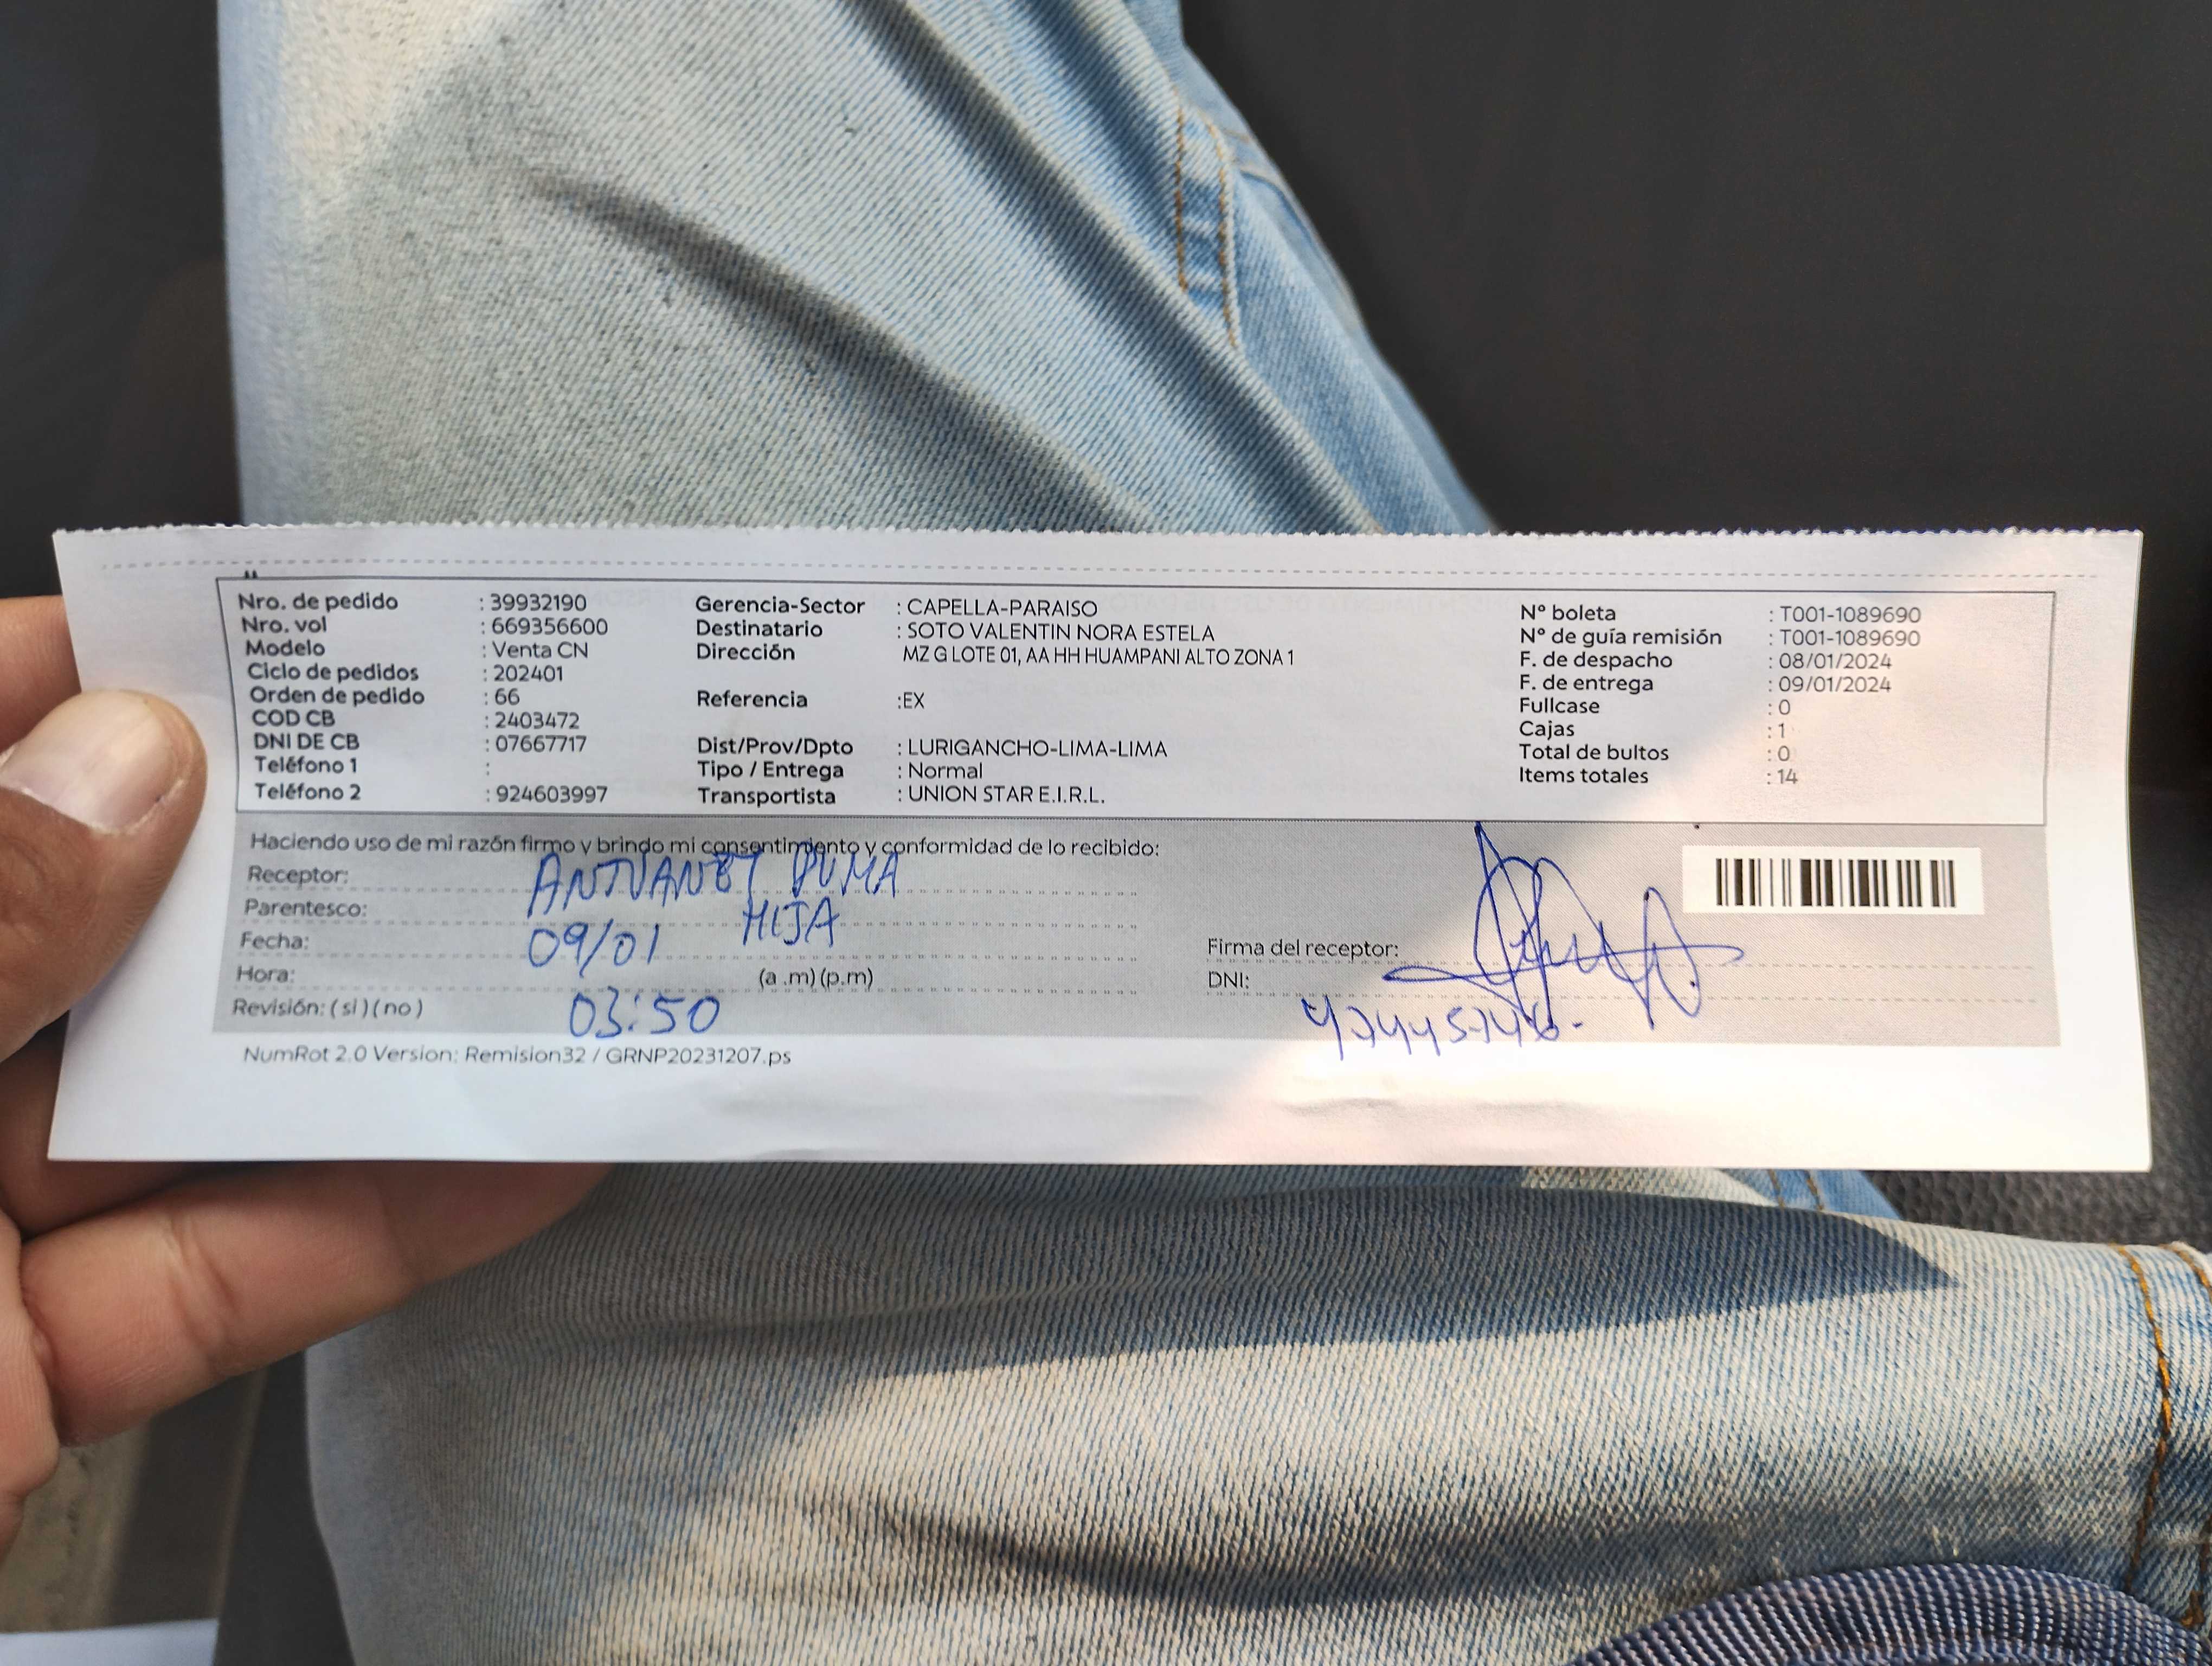 Nro. de pedido : 39932190
Nro. vol : 669356600
Modelo : Venta CN
Ciclo de pedidos : 202401
Orden de pedido : 66
COD CB : 2403472
DNI DE CB : 07667717
Teléfono 1 :
Teléfono 2 : 924603997
Gerencia-Sector : CAPELLA-PARAISO
Destinatario : SOTO VALENTIN NORA ESTELA
Dirección MZ G LOTE 01, AA HH HUAMPANI ALTO ZONA 1
Referencia :EX
Dist/Prov/Dpto : LURIGANCHO-LIMA-LIMA
Tipo / Entrega : Normal
Transportista : UNION STAR E.I.R.L.
N° boleta : T001-1089690
N° de guía remisión : T001-1089690
F. de despacho : 08/01/2024
F. de entrega : 09/01/2024
Fullcase : 0
Cajas : 1
Total de bultos : 0
Items totales : 14
Haciendo uso de mi razón firmo y brindo mi consentimiento y conformidad de lo recibido:
Receptor: ANTUANET PUMA
Parentesco: HIJA
Fecha: 09/01
Hora: (a .m) (p.m)
03:50
Revisión: ( si ) ( no )
Firma del receptor:
DNI:
NumRot 2.0 Version: Remision32 / GRNP20231207.ps